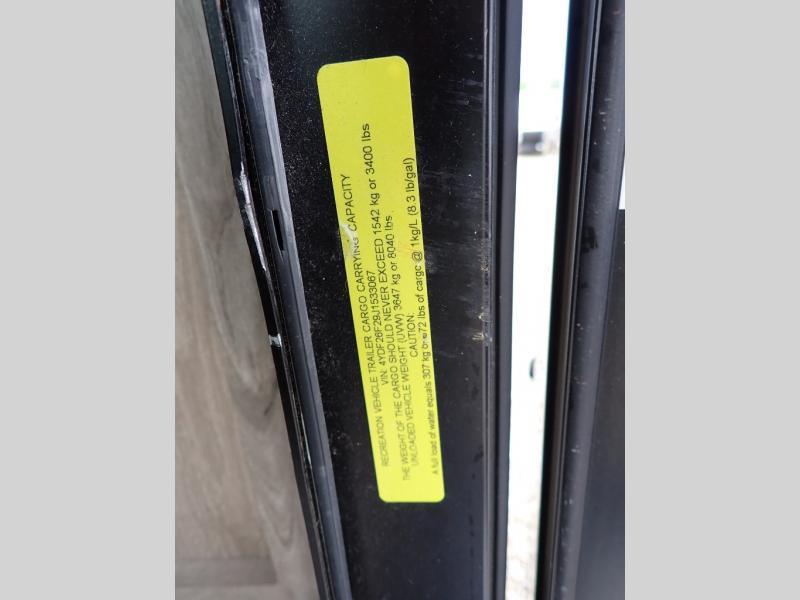 RECREATION VEHICLE TRAILER CARGO CARRYING CAPACITY
VIN: 4YDF26F29J1533067
THE WEIGHT OF THE CARGO SHOULD NEVER EXCEED 1542 kg or 3400 lbs
UNLOADED VEHICLE WEIGHT (UVW) 3647 kg or 8040 lbs
CAUTION:
A full load of water equals 307 kg or 672 lbs of cargo @ 1kg/L (8.3 lb/gal)